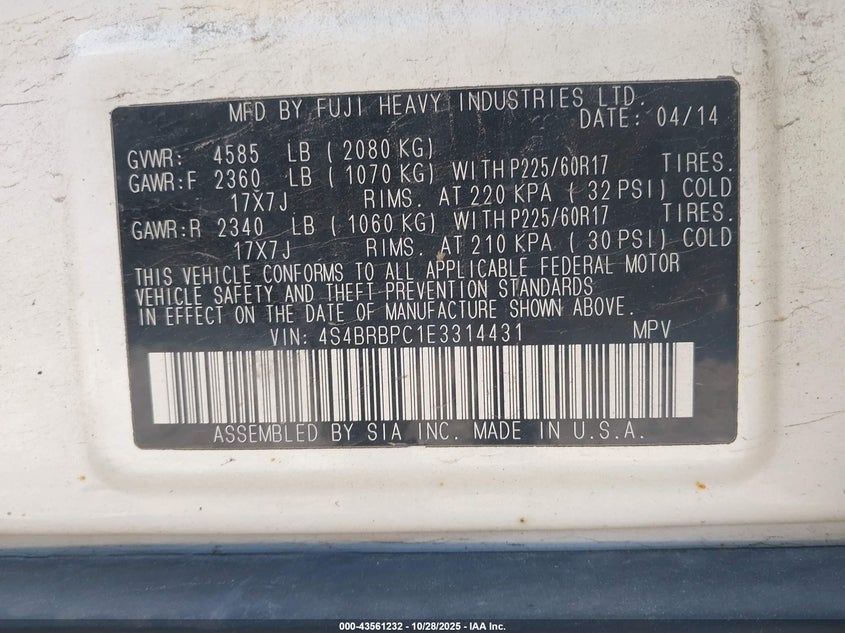 MFD BY FUJI HEAVY INDUSTRIES LTD.
DATE: 04/14
GVWR: 4585 LB ( 2080 KG)
GAWR:F 2360 LB ( 1070 KG) WITH P225/60R17 TIRES.
17X7J RIMS. AT 220 KPA ( 32 PSI) COLD
GAWR:R 2340 LB ( 1060 KG) WITH P225/60R17 TIRES.
17X7J RIMS. AT 210 KPA ( 30 PSI) COLD
THIS VEHICLE CONFORMS TO ALL APPLICABLE FEDERAL MOTOR
VEHICLE SAFETY AND THEFT PREVENTION STANDARDS
IN EFFECT ON THE DATE OF MANUFACTURE SHOWN ABOVE.
VIN: 4S4BRBPC1E3314431 MPV
ASSEMBLED BY SIA INC. MADE IN U.S.A.
000-43561232 - 10/28/2025 - IAA Inc.